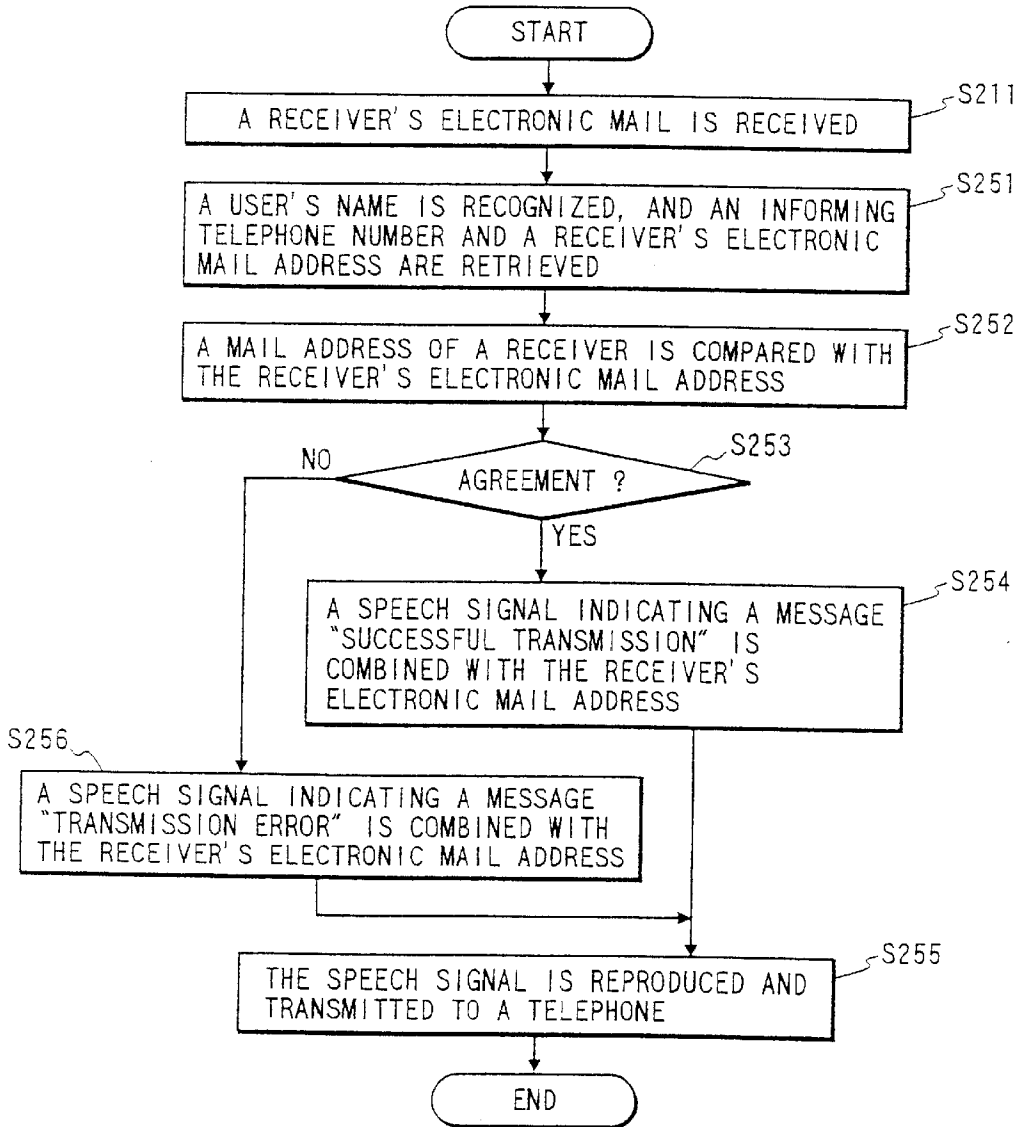 START
S211
A RECEIVER'S ELECTRONIC MAIL IS RECEIVED
S251
A USER'S NAME IS RECOGNIZED, AND AN INFORMING
TELEPHONE NUMBER AND A RECEIVER'S ELECTRONIC
MAIL ADDRESS ARE RETRIEVED
S252
A MAIL ADDRESS OF A RECEIVER IS COMPARED WITH
THE RECEIVER'S ELECTRONIC MAIL ADDRESS
S253
NO
AGREEMENT ?
YES
S254
A SPEECH SIGNAL INDICATING A MESSAGE
"SUCCESSFUL TRANSMISSION" IS
COMBINED WITH THE RECEIVER'S
ELECTRONIC MAIL ADDRESS
S256
A SPEECH SIGNAL INDICATING A MESSAGE
"TRANSMISSION ERROR" IS COMBINED WITH
THE RECEIVER'S ELECTRONIC MAIL ADDRESS
S255
THE SPEECH SIGNAL IS REPRODUCED AND
TRANSMITTED TO A TELEPHONE
END